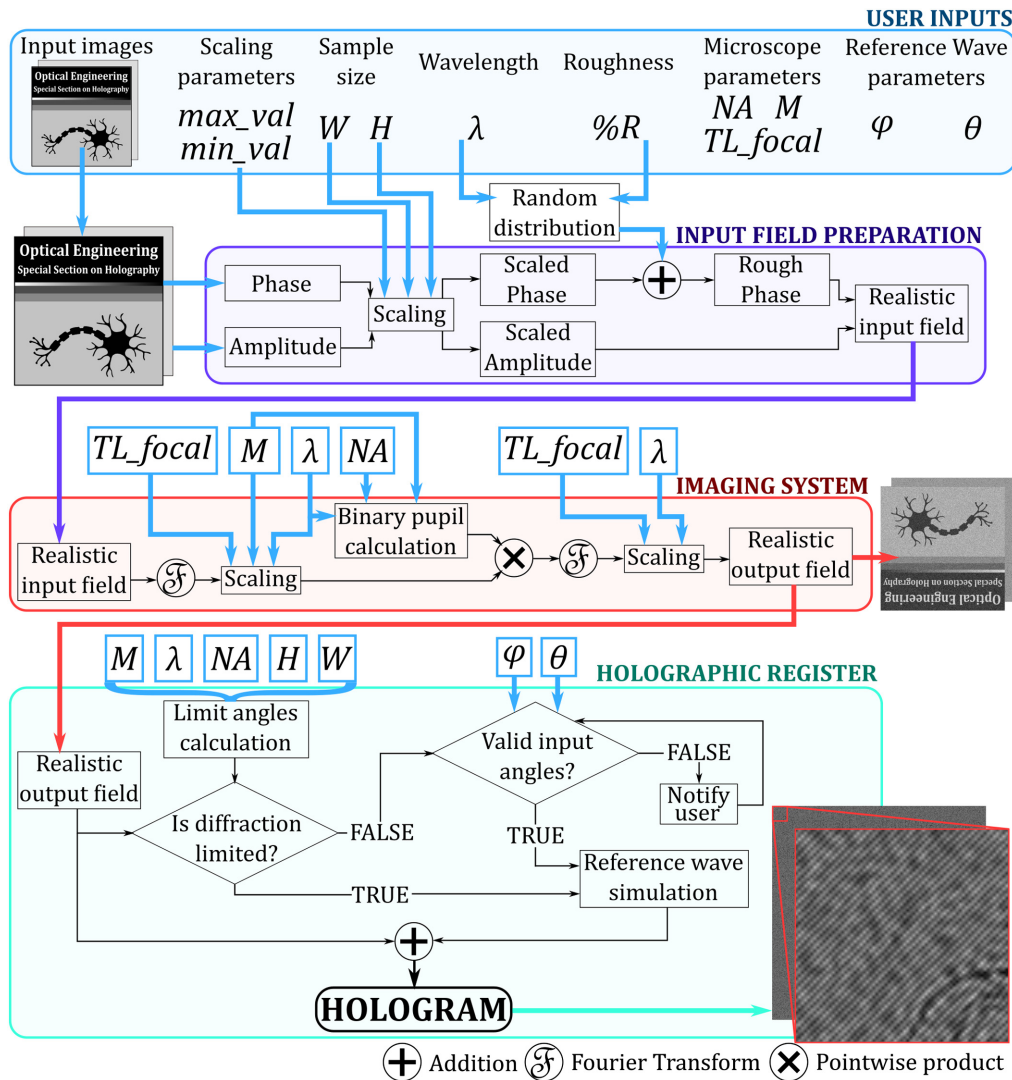 USER INPUTS
Input images
Scaling
parameters
Sample
size
Wavelength
Roughness
Microscope
parameters
Reference Wave
parameters
Optical Engineering
Special Section on Holography
max_val
min_val
W H
λ
%R
NA M
TL_focal
φ θ
Random
distribution
INPUT FIELD PREPARATION
Optical Engineering
Special Section on Holography
Phase
Amplitude
Scaling
Scaled
Phase
Scaled
Amplitude
+
Rough
Phase
Realistic
input field
TL_focal
M
λ
NA
TL_focal
λ
IMAGING SYSTEM
Realistic
input field
ℱ
Scaling
Binary pupil
calculation
×
ℱ
Scaling
Realistic
output field
Optical Engineering
Special Section on Holography
M
λ
NA
H
W
φ
θ
HOLOGRAPHIC REGISTER
Limit angles
calculation
Realistic
output field
Is diffraction
limited?
FALSE
TRUE
Valid input
angles?
FALSE
Notify
user
TRUE
Reference wave
simulation
+
HOLOGRAM
+ Addition ℱ Fourier Transform × Pointwise product